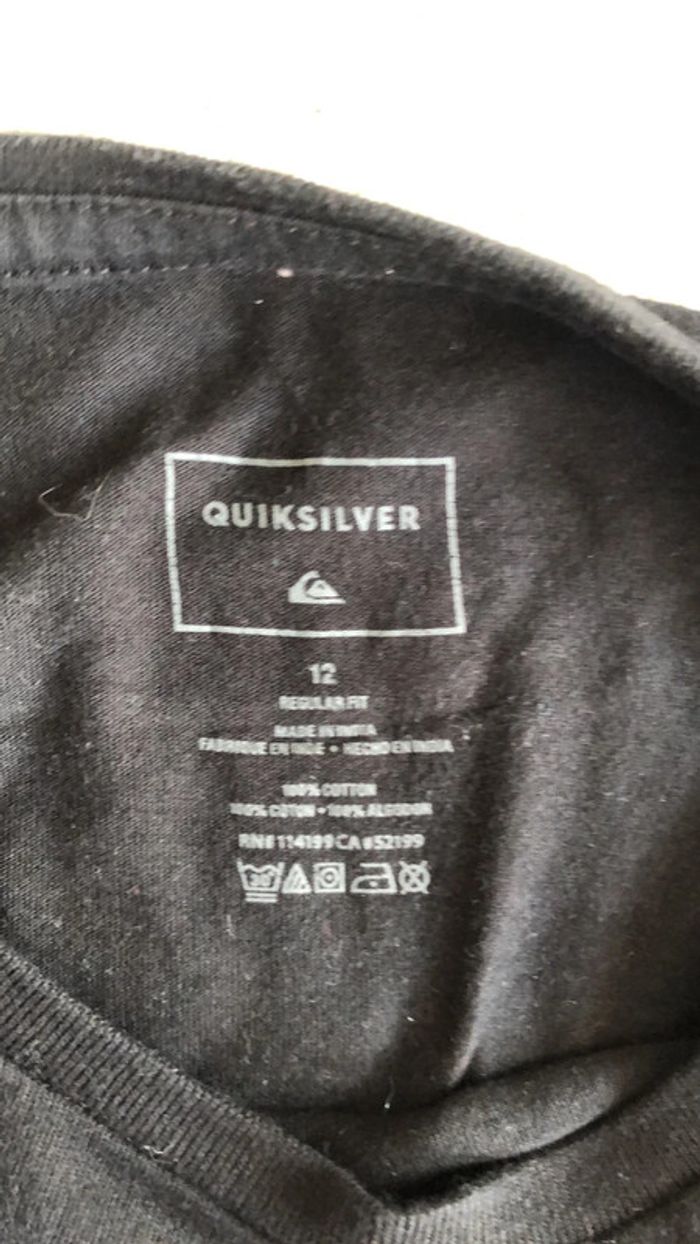 QUIKSILVER
12
REGULAR FIT
MADE IN INDIA
FABRIQUE EN INDE • HECHO EN INDIA
100% COTTON
100% COTON • 100% ALGODON
RN# 114199 CA # 52199
30°